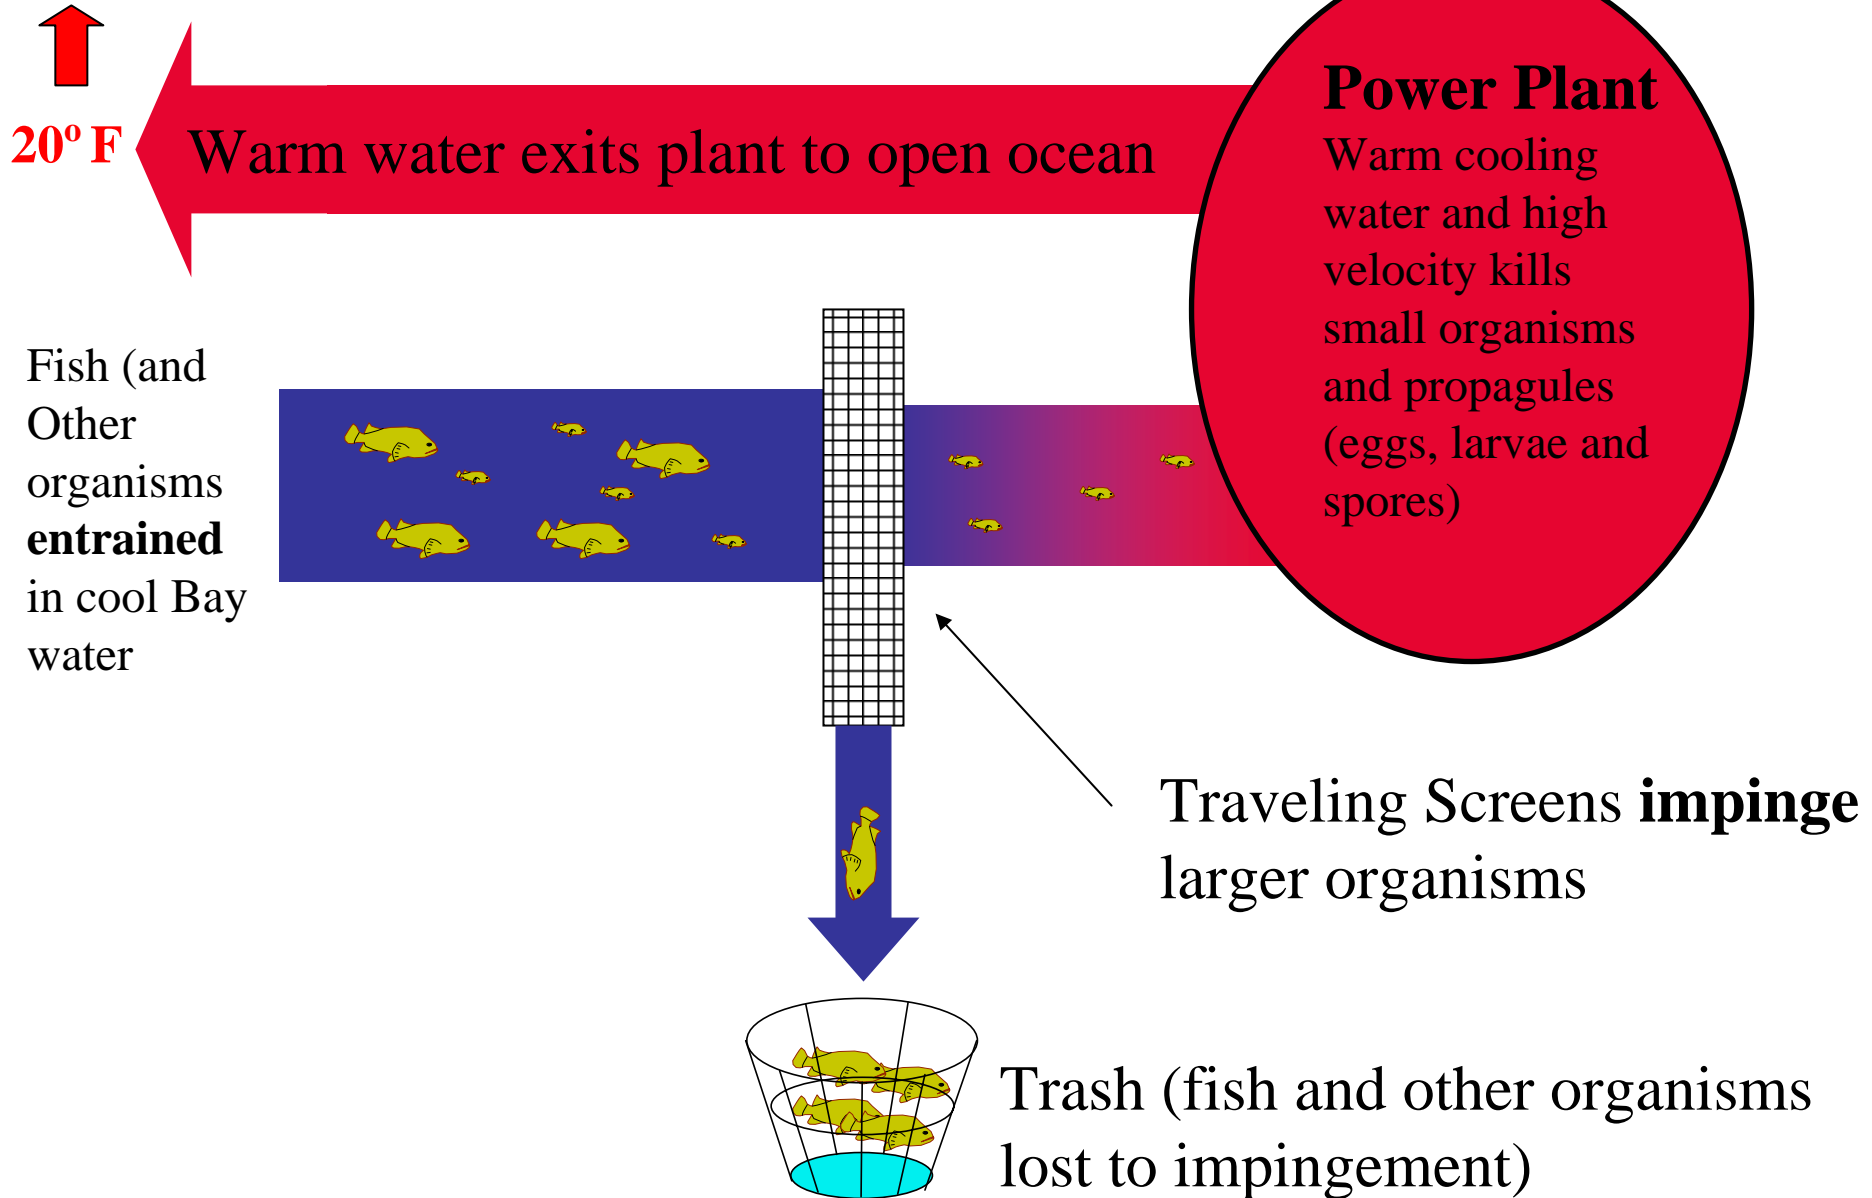 20º F
Warm water exits plant to open ocean
Power Plant
Warm cooling
water and high
velocity kills
small organisms
and propagules
(eggs, larvae and
spores)
Fish (and
Other
organisms
entrained
in cool Bay
water
Traveling Screens impinge
larger organisms
Trash (fish and other organisms
lost to impingement)